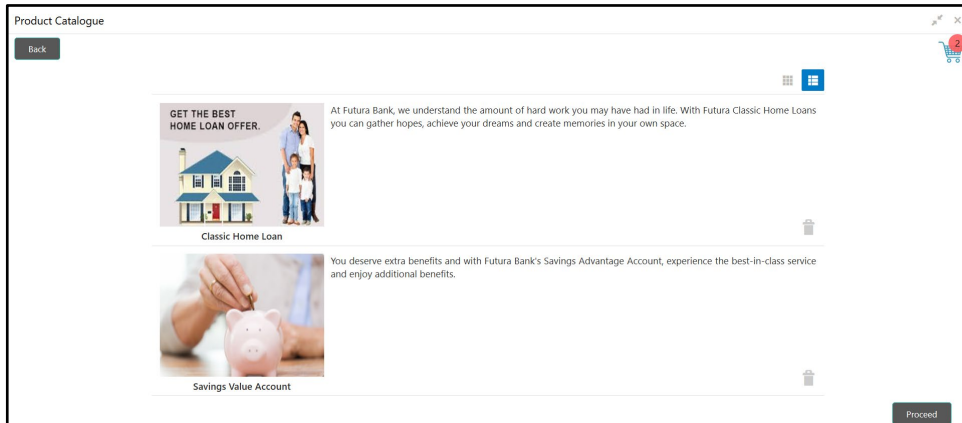 Product Catalogue
Back
2
GET THE BEST
HOME LOAN OFFER.
At Futura Bank, we understand the amount of hard work you may have had in life. With Futura Classic Home Loans
you can gather hopes, achieve your dreams and create memories in your own space.
Classic Home Loan
You deserve extra benefits and with Futura Bank's Savings Advantage Account, experience the best-in-class service
and enjoy additional benefits.
Savings Value Account
Proceed